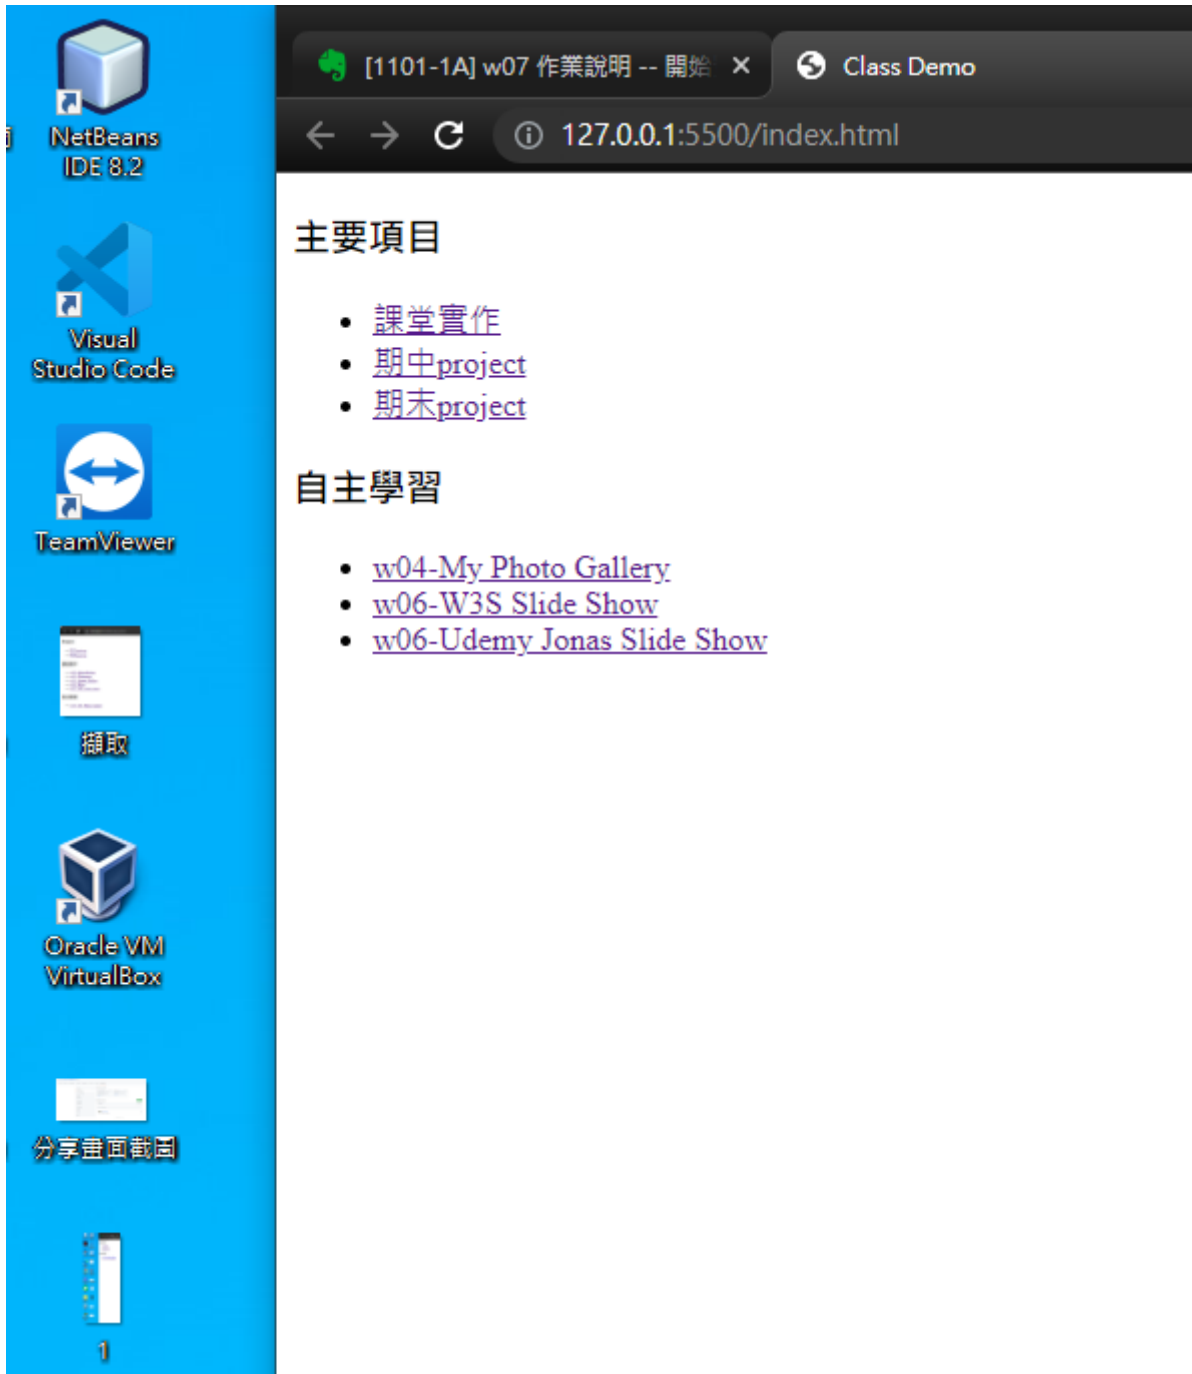 NetBeans
IDE 8.2
Visual
Studio Code
TeamViewer
擷取
Oracle VM
VirtualBox
分享畫面截圖
1
[1101-1A] w07 作業說明 -- 開始
Class Demo
127.0.0.1:5500/index.html
主要項目
課堂實作
期中project
期末project
自主學習
w04-My Photo Gallery
w06-W3S Slide Show
w06-Udemy Jonas Slide Show